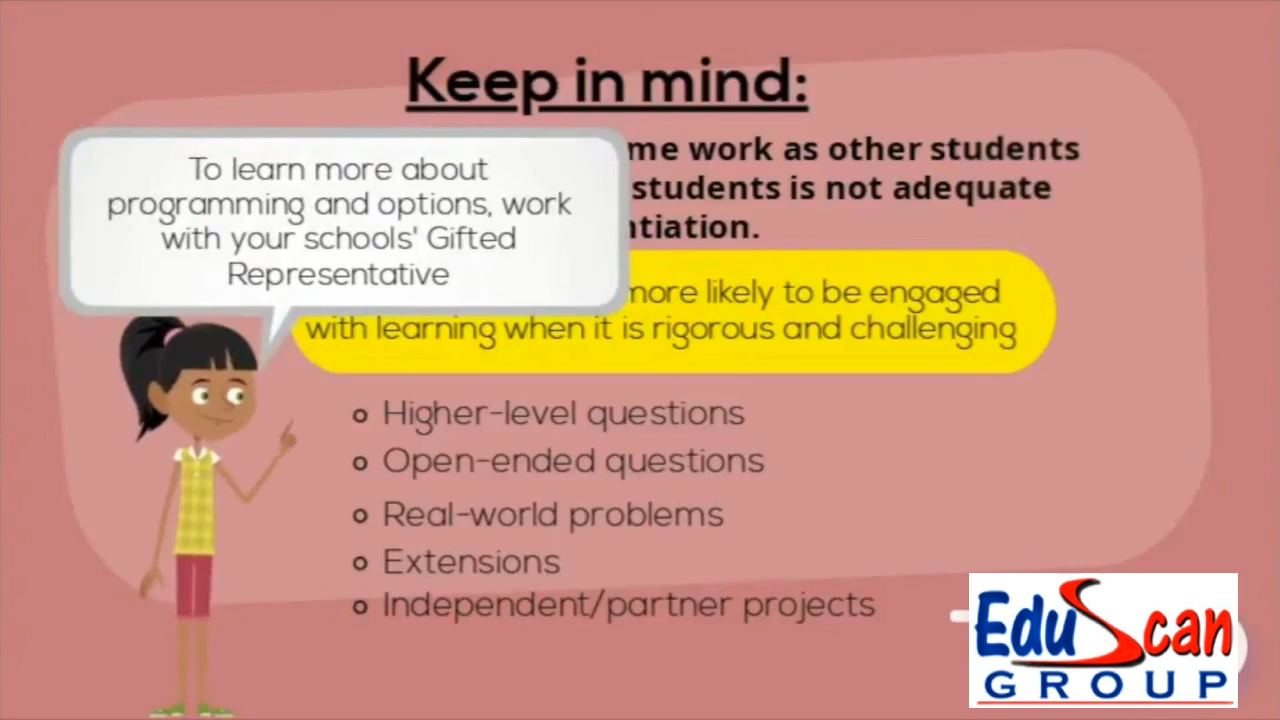 Keep in mind:
To learn more about
programming and options, work
with your schools' Gifted
Representative
work as other students
students is not adequate
more likely to be engaged
with learning when it is rigorous and challenging
Higher-level questions
Open-ended questions
Real-world problems
Extensions
Independent/partner projects
EduScan
GROUP